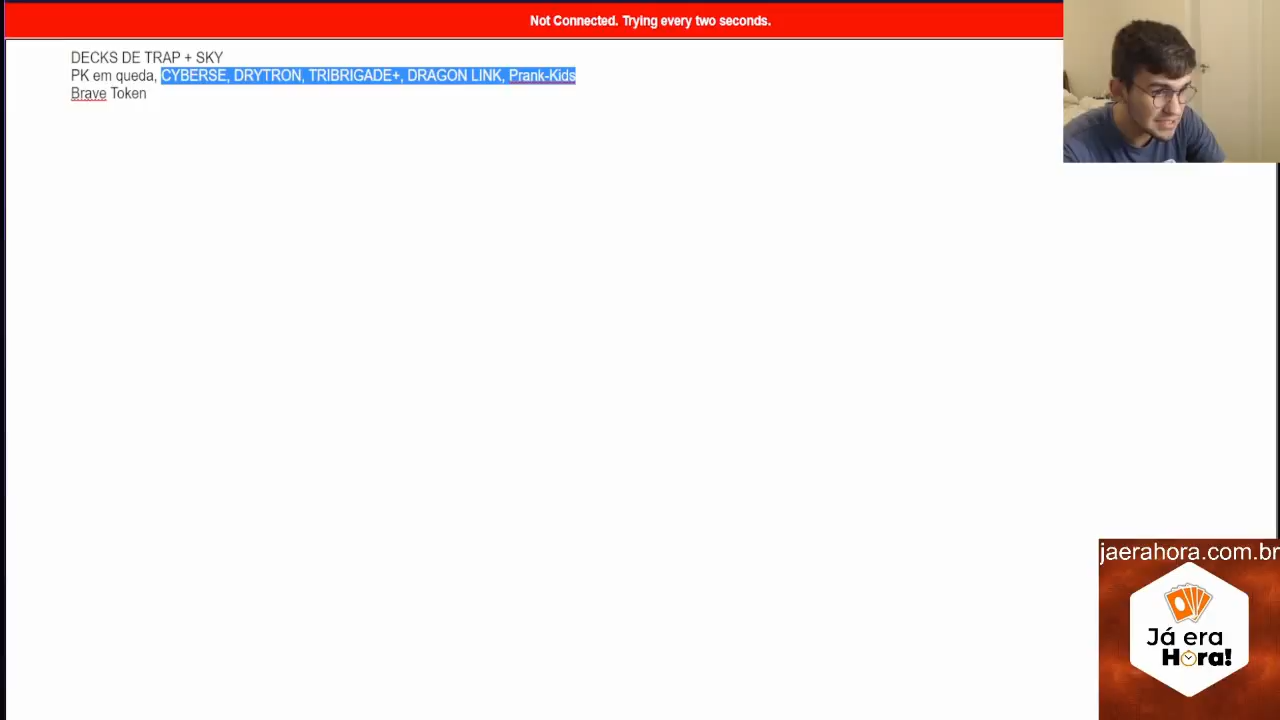 Not Connected. Trying every two seconds.
DECKS DE TRAP + SKY
PK em queda, CYBERSE, DRYTRON, TRIBRIGADE+, DRAGON LINK, Prank-Kids
Brave Token
jaerahora.com.br
Já era
Hora!